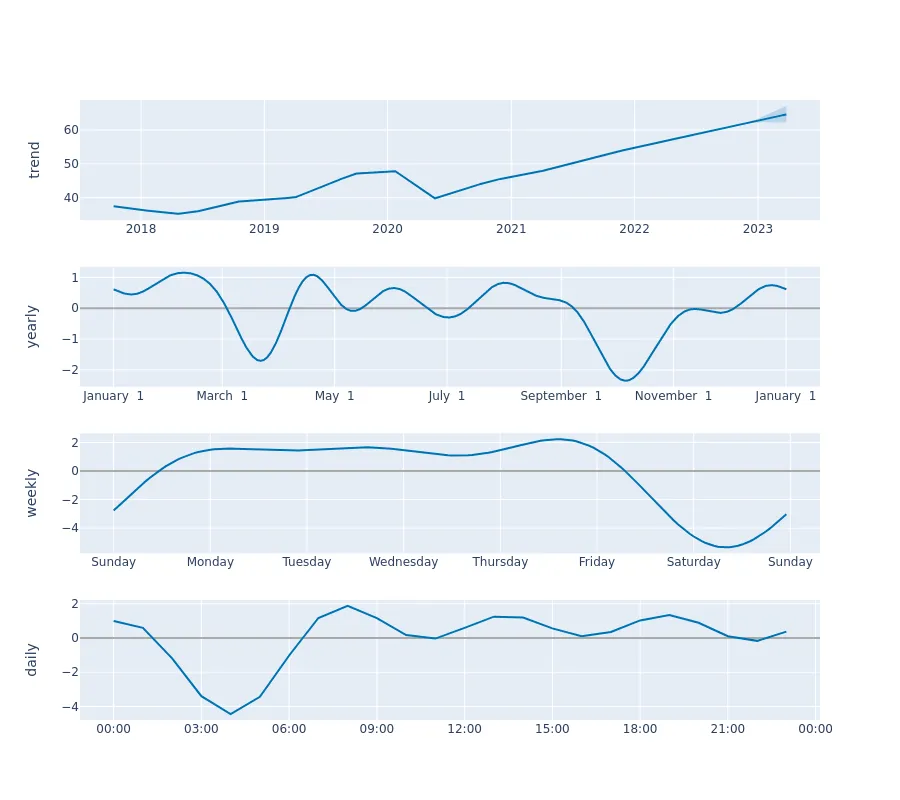 trend
60
50
40
2018 2019 2020 2021 2022 2023
yearly
1
0
−1
−2
January 1 March 1 May 1 July 1 September 1 November 1 January 1
weekly
2
0
−2
−4
Sunday Monday Tuesday Wednesday Thursday Friday Saturday Sunday
daily
2
0
−2
−4
00:00 03:00 06:00 09:00 12:00 15:00 18:00 21:00 00:00